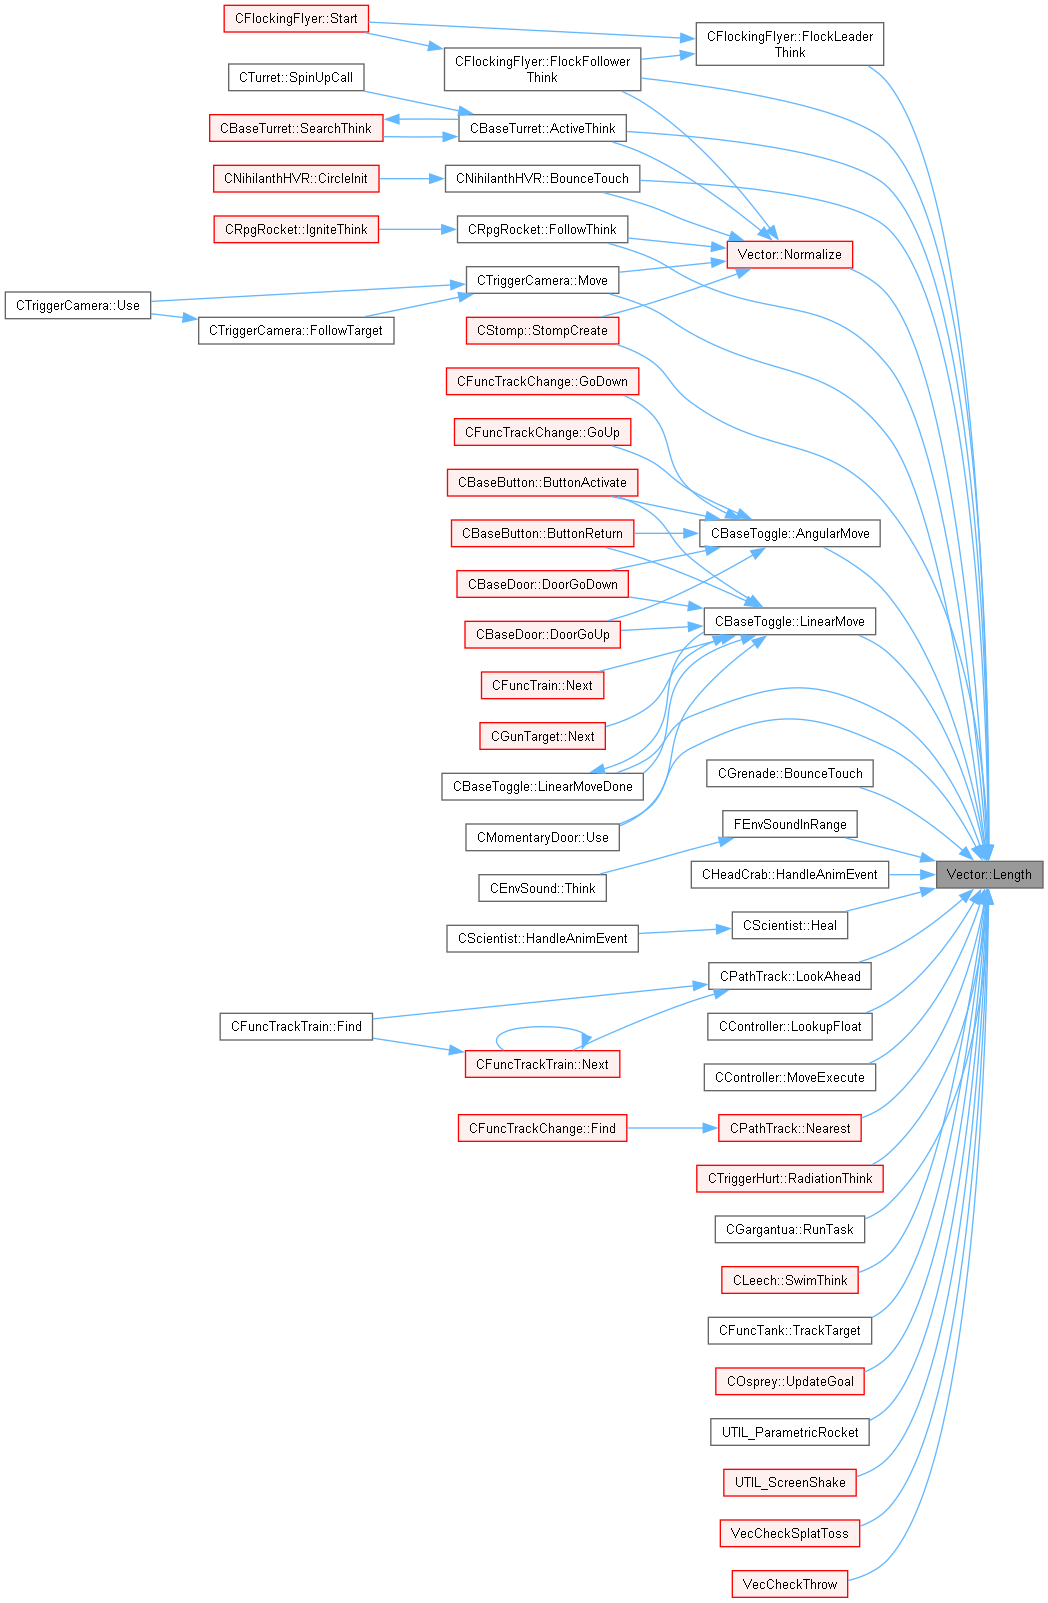 CFlockingFlyer::Start
CFlockingFlyer::FlockLeader
Think
CFlockingFlyer::FlockFollower
Think
CTurret::SpinUpCall
CBaseTurret::SearchThink
CBaseTurret::ActiveThink
CNihilanthHVR::CircleInit
CNihilanthHVR::BounceTouch
CRpgRocket::IgniteThink
CRpgRocket::FollowThink
Vector::Normalize
CTriggerCamera::Move
CTriggerCamera::Use
CTriggerCamera::FollowTarget
CStomp::StompCreate
CFuncTrackChange::GoDown
CFuncTrackChange::GoUp
CBaseButton::ButtonActivate
CBaseButton::ButtonReturn
CBaseToggle::AngularMove
CBaseDoor::DoorGoDown
CBaseToggle::LinearMove
CBaseDoor::DoorGoUp
CFuncTrain::Next
CGunTarget::Next
CGrenade::BounceTouch
CBaseToggle::LinearMoveDone
FEnvSoundInRange
CMomentaryDoor::Use
CHeadCrab::HandleAnimEvent
Vector::Length
CEnvSound::Think
CScientist::Heal
CScientist::HandleAnimEvent
CPathTrack::LookAhead
CFuncTrackTrain::Find
CController::LookupFloat
CFuncTrackTrain::Next
CController::MoveExecute
CFuncTrackChange::Find
CPathTrack::Nearest
CTriggerHurt::RadiationThink
CGargantua::RunTask
CLeech::SwimThink
CFuncTank::TrackTarget
COsprey::UpdateGoal
UTIL_ParametricRocket
UTIL_ScreenShake
VecCheckSplatToss
VecCheckThrow